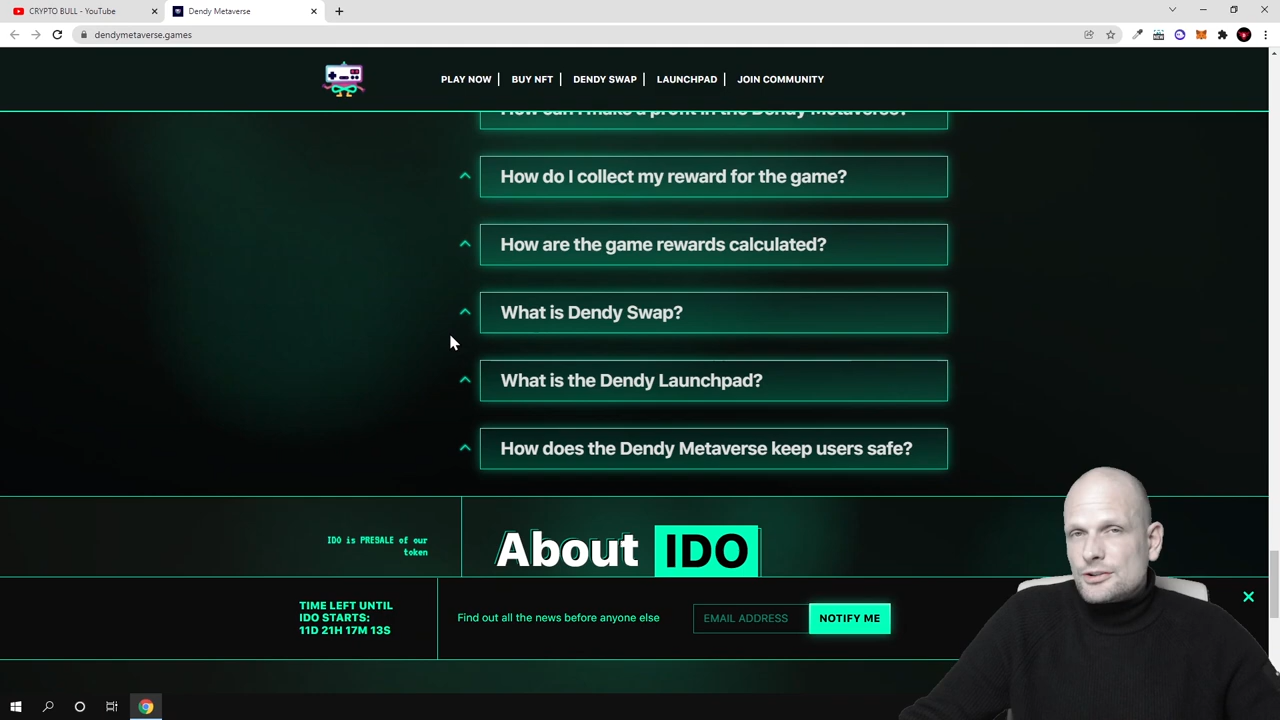 CRYPTO BULL - YouTube
Dendy Metaverse
dendymetaverse.games
PLAY NOW
BUY NFT
DENDY SWAP
LAUNCHPAD
JOIN COMMUNITY
How can I make a profit in the Dendy Metaverse?
How do I collect my reward for the game?
How are the game rewards calculated?
What is Dendy Swap?
What is the Dendy Launchpad?
How does the Dendy Metaverse keep users safe?
IDO is PRESALE of our
token
About IDO
TIME LEFT UNTIL
IDO STARTS:
11D 21H 17M 13S
Find out all the news before anyone else
EMAIL ADDRESS
NOTIFY ME